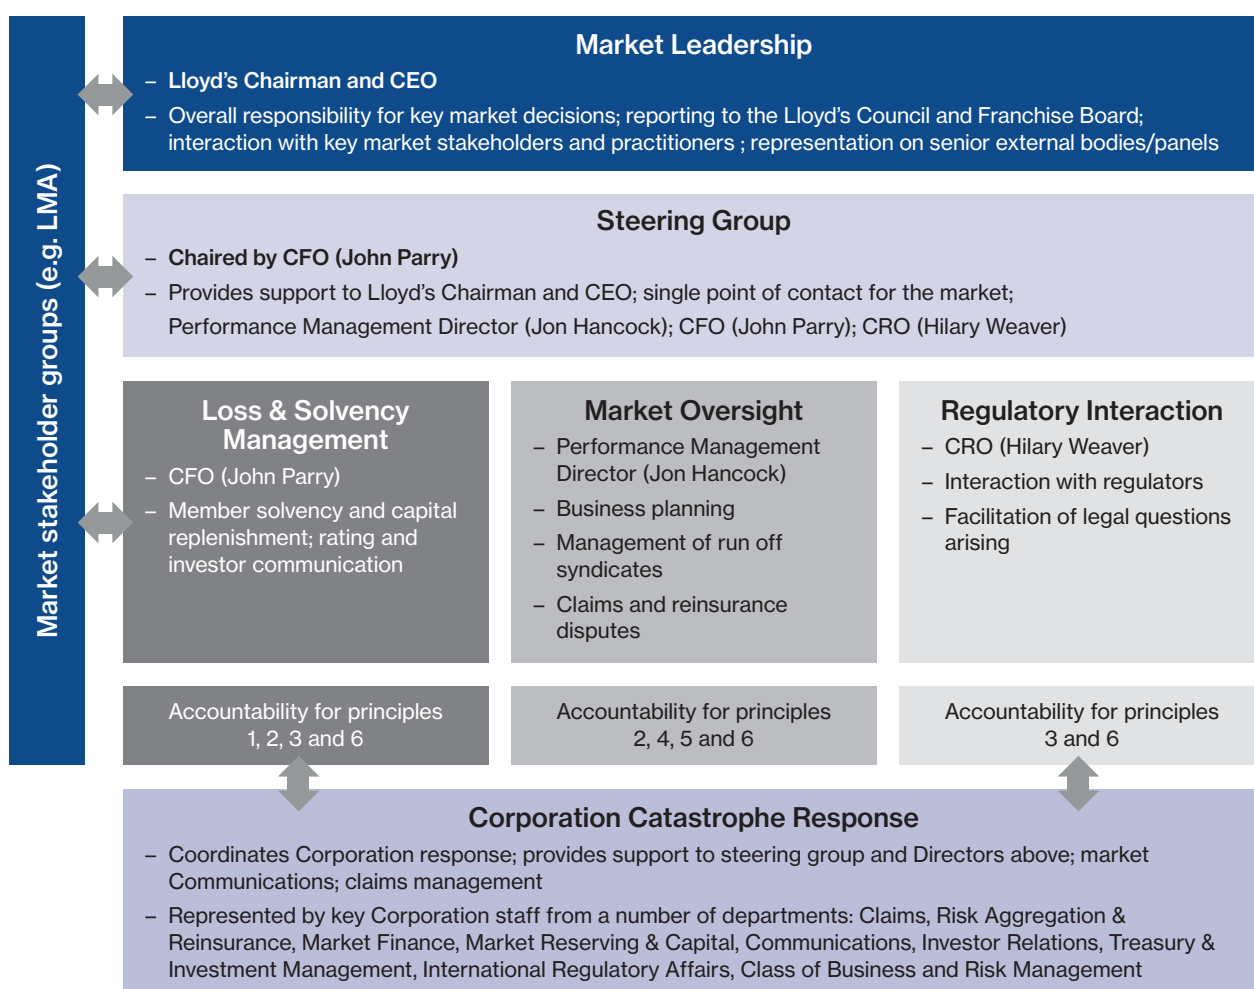 Market stakeholder groups (e.g. LMA)
Market Leadership
– Lloyd’s Chairman and CEO
– Overall responsibility for key market decisions; reporting to the Lloyd’s Council and Franchise Board;
interaction with key market stakeholders and practitioners ; representation on senior external bodies/panels
Steering Group
– Chaired by CFO (John Parry)
– Provides support to Lloyd’s Chairman and CEO; single point of contact for the market;
Performance Management Director (Jon Hancock); CFO (John Parry); CRO (Hilary Weaver)
Loss & Solvency
Management
– CFO (John Parry)
– Member solvency and capital
replenishment; rating and
investor communication
Market Oversight
– Performance Management
Director (Jon Hancock)
– Business planning
– Management of run off
syndicates
– Claims and reinsurance
disputes
Regulatory Interaction
– CRO (Hilary Weaver)
– Interaction with regulators
– Facilitation of legal questions
arising
Accountability for principles
1, 2, 3 and 6
Accountability for principles
2, 4, 5 and 6
Accountability for principles
3 and 6
Corporation Catastrophe Response
– Coordinates Corporation response; provides support to steering group and Directors above; market
Communications; claims management
– Represented by key Corporation staff from a number of departments: Claims, Risk Aggregation &
Reinsurance, Market Finance, Market Reserving & Capital, Communications, Investor Relations, Treasury &
Investment Management, International Regulatory Affairs, Class of Business and Risk Management